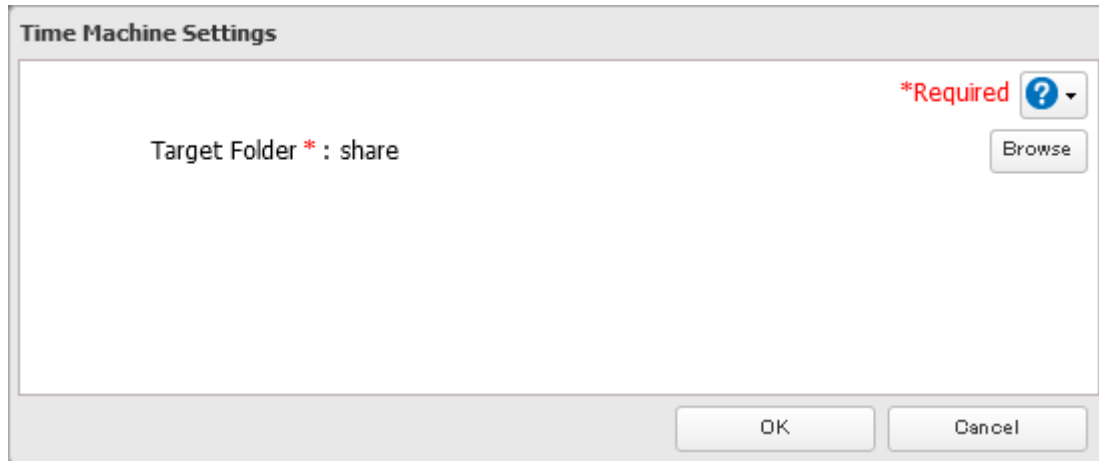 Time Machine Settings
*Required ?
Target Folder * : share Browse
OK Cancel